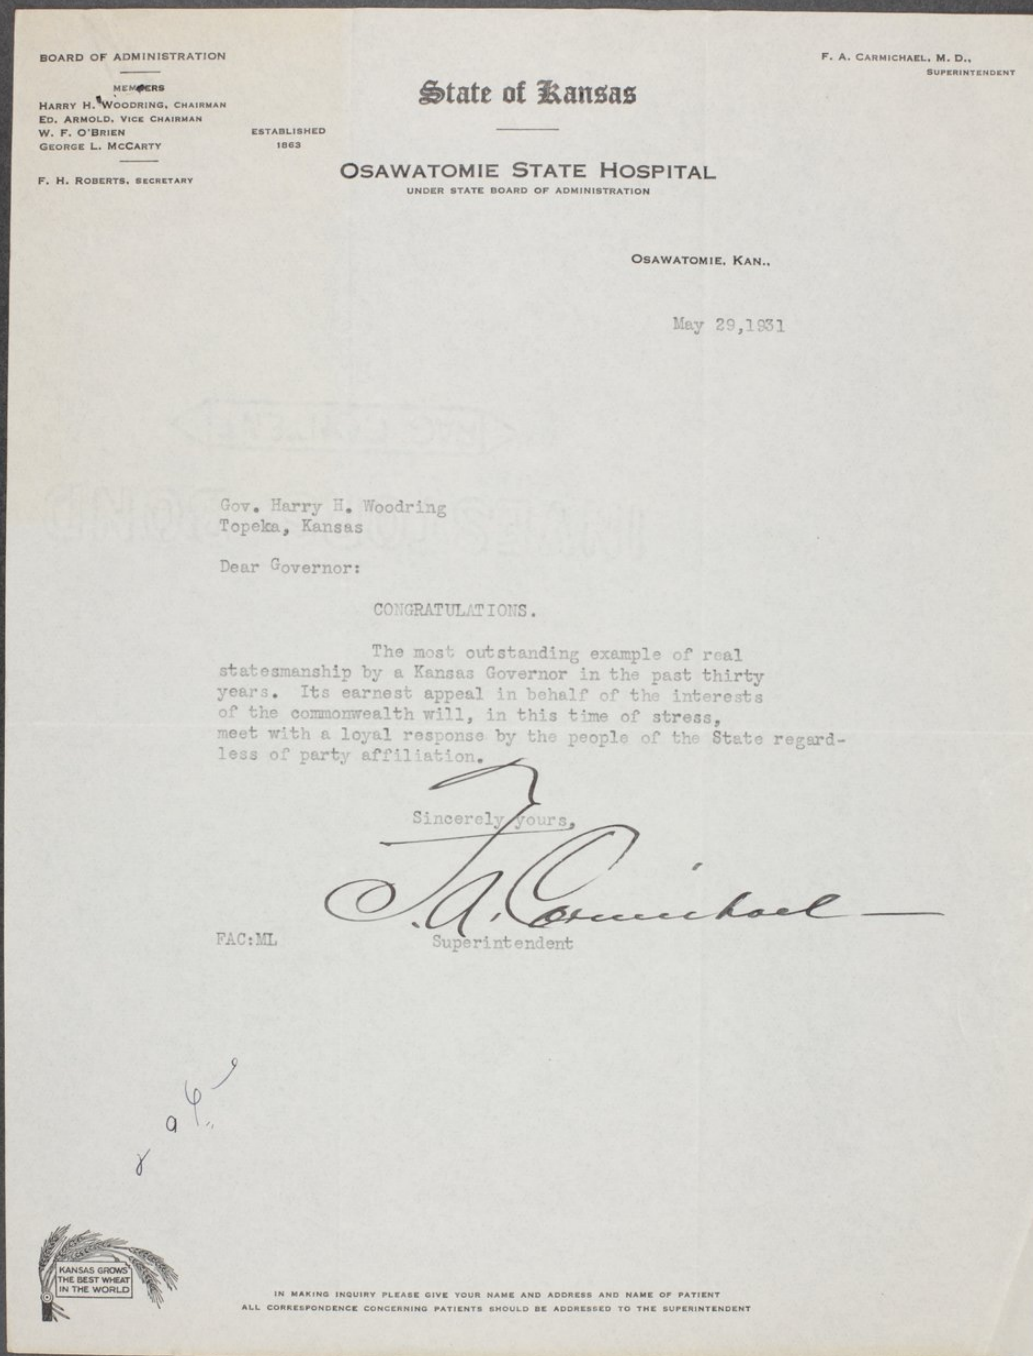 BOARD OF ADMINISTRATION
MEMBERS
HARRY H. WOODRING, CHAIRMAN
ED. ARMOLD, VICE CHAIRMAN
W. F. O'BRIEN
GEORGE L. MCCARTY
F. H. ROBERTS, SECRETARY
ESTABLISHED
1863
State of Kansas
OSAWATOMIE STATE HOSPITAL
UNDER STATE BOARD OF ADMINISTRATION
F. A. CARMICHAEL, M. D.,
SUPERINTENDENT
OSAWATOMIE, KAN.,
May 29,1931
Gov. Harry H. Woodring
Topeka, Kansas
Dear Governor:
CONGRATULATIONS.
The most outstanding example of real
statesmanship by a Kansas Governor in the past thirty
years. Its earnest appeal in behalf of the interests
of the commonwealth will, in this time of stress,
meet with a loyal response by the people of the State regard-
less of party affiliation.
Sincerely yours,
F. A. Carmichael
FAC:ML
Superintendent
KANSAS GROWS
THE BEST WHEAT
IN THE WORLD
IN MAKING INQUIRY PLEASE GIVE YOUR NAME AND ADDRESS AND NAME OF PATIENT
ALL CORRESPONDENCE CONCERNING PATIENTS SHOULD BE ADDRESSED TO THE SUPERINTENDENT